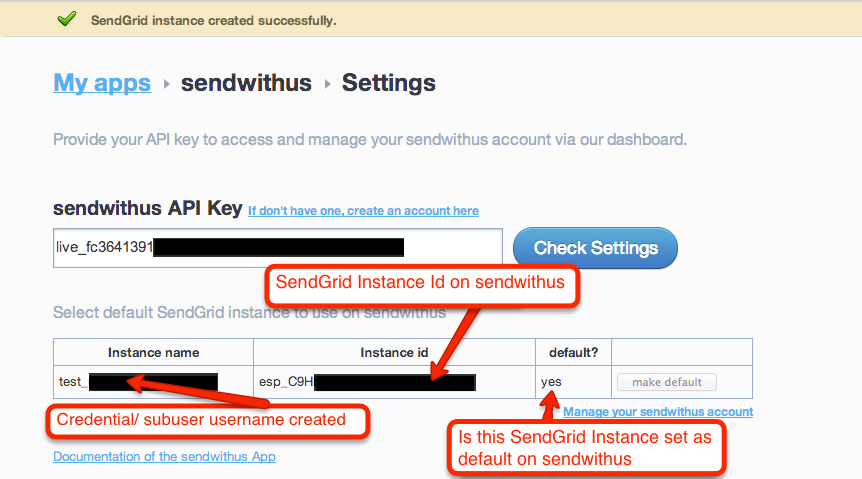 SendGrid instance created successfully.
My apps › sendwithus › Settings
Provide your API key to access and manage your sendwithus account via our dashboard.
sendwithus API Key If don't have one, create an account here
live_fc3641391
Check Settings
SendGrid Instance Id on sendwithus
Select default SendGrid instance to use on sendwithus
Instance name Instance id default?
test_ esp_C9H yes make default
Manage your sendwithus account
Credential/ subuser username created
Is this SendGrid Instance set as
default on sendwithus
Documentation of the sendwithus App